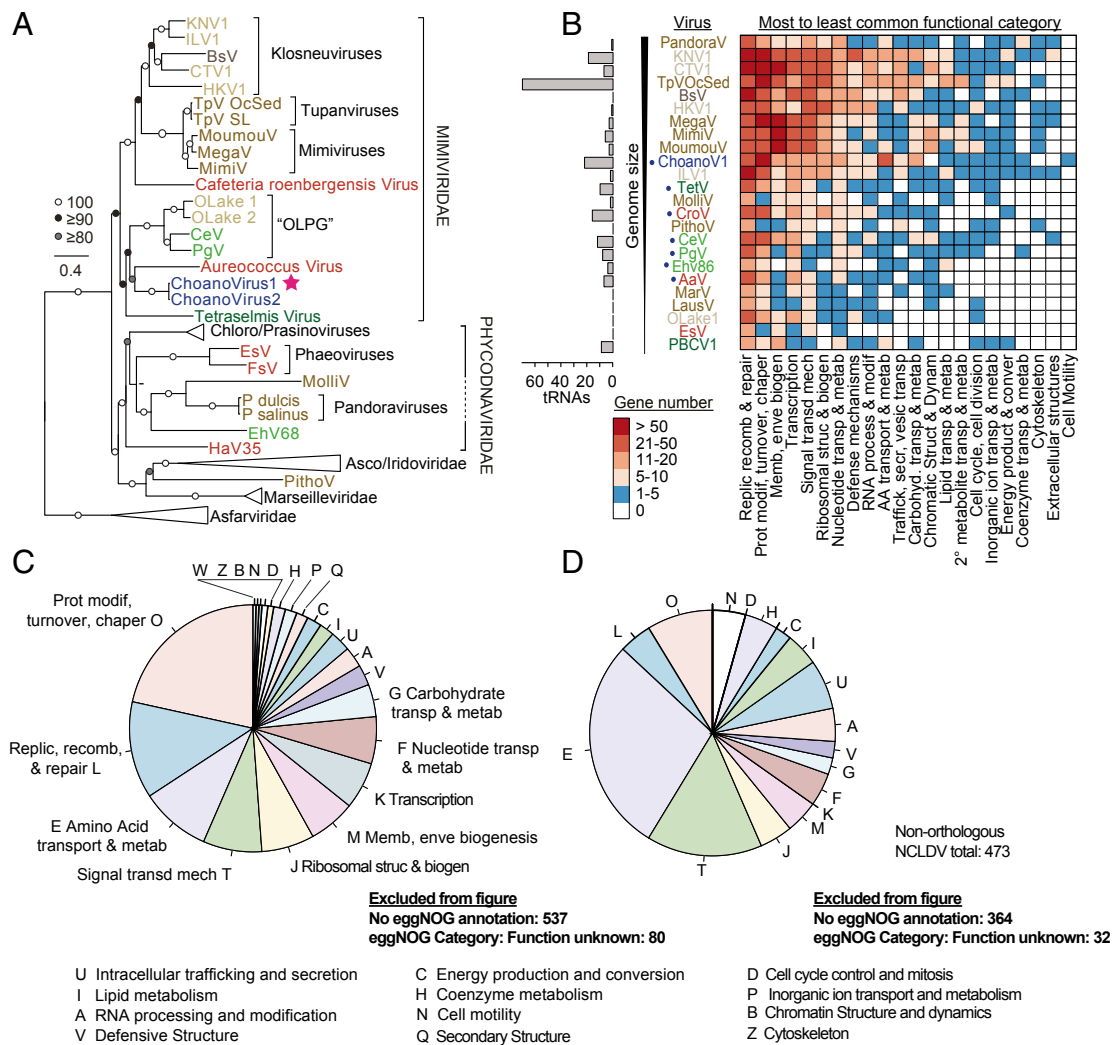 A
KNV1
ILV1
BsV
CTV1
HKV1
Klosneuviruses
TpV OcSed
TpV SL
Tupanviruses
MoumouV
MegaV
MimiV
Mimiviruses
Cafeteria roenbergensis Virus
OLake 1
OLake 2
CeV
PgV
“OLPG”
Aureococcus Virus
ChoanoVirus1
ChoanoVirus2
Tetraselmis Virus
MIMIVIRIDAE
100
≥90
≥80
0.4
Chloro/Prasinoviruses
EsV
FsV
Phaeoviruses
MolliV
P dulcis
P salinus
Pandoraviruses
EhV68
HaV35
PHYCODNAVIRIDAE
Asco/Iridoviridae
PithoV
Marseilleviridae
Asfarviridae
B
Virus
Most to least common functional category
PandoraV
KNV1
CTV1
TpVOcSed
BsV
HKV1
MegaV
MimiV
MoumouV
ChoanoV1
ILV1
TetV
MolliV
CroV
PithoV
CeV
PgV
Ehv86
AaV
MarV
LausV
OLake1
EsV
PBCV1
Genome size
60 40 20 0
tRNAs
Gene number
> 50
21-50
11-20
5-10
1-5
0
Replic recomb & repair
Prot modif, turnover, chaper
Memb, enve biogen
Transcription
Signal transd mech
Ribosomal struc & biogen
Nucleotide transp & metab
Defense mechanisms
RNA process & modif
AA transport & metab
Traffick, secr, vesic transp
Carbohyd. transp & metab
Chromatic Struct & Dynam
Lipid transp & metab
2° metabolite transp & metab
Cell cycle, cell division
Inorganic ion transp & metab
Energy product & conver
Coenzyme transp & metab
Cytoskeleton
Extracellular structures
Cell Motility
C
W Z B N D H P Q
C
I
U
A
V
G Carbohydrate
transp & metab
F Nucleotide transp
& metab
K Transcription
M Memb, enve biogenesis
J Ribosomal struc & biogen
Signal transd mech T
E Amino Acid
transport & metab
Replic, recomb,
& repair L
Prot modif,
turnover, chaper O
Excluded from figure
No eggNOG annotation: 537
eggNOG Category: Function unknown: 80
D
N
D
H
C
I
U
A
V
G
F
K
M
J
T
E
L
O
Non-orthologous
NCLDV total: 473
Excluded from figure
No eggNOG annotation: 364
eggNOG Category: Function unknown: 32
U Intracellular trafficking and secretion
I Lipid metabolism
A RNA processing and modification
V Defensive Structure
C Energy production and conversion
H Coenzyme metabolism
N Cell motility
Q Secondary Structure
D Cell cycle control and mitosis
P Inorganic ion transport and metabolism
B Chromatin Structure and dynamics
Z Cytoskeleton